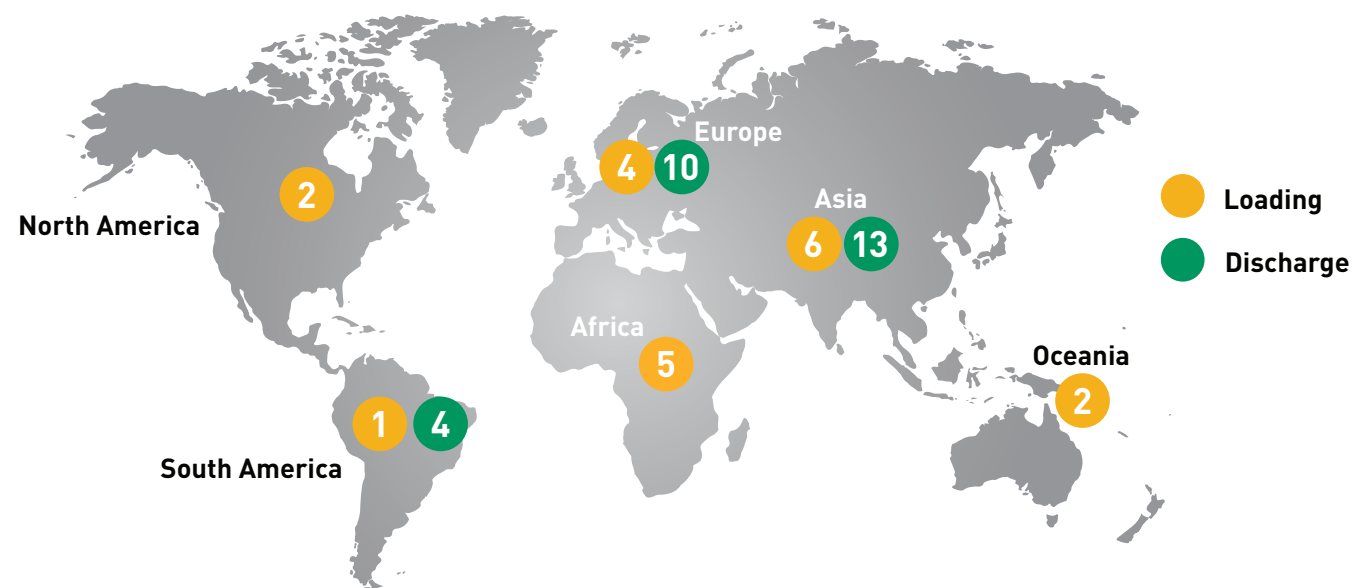 Europe
4 10
2
North America
Asia
6 13
Loading
Discharge
Africa
5
Oceania
2
1 4
South America